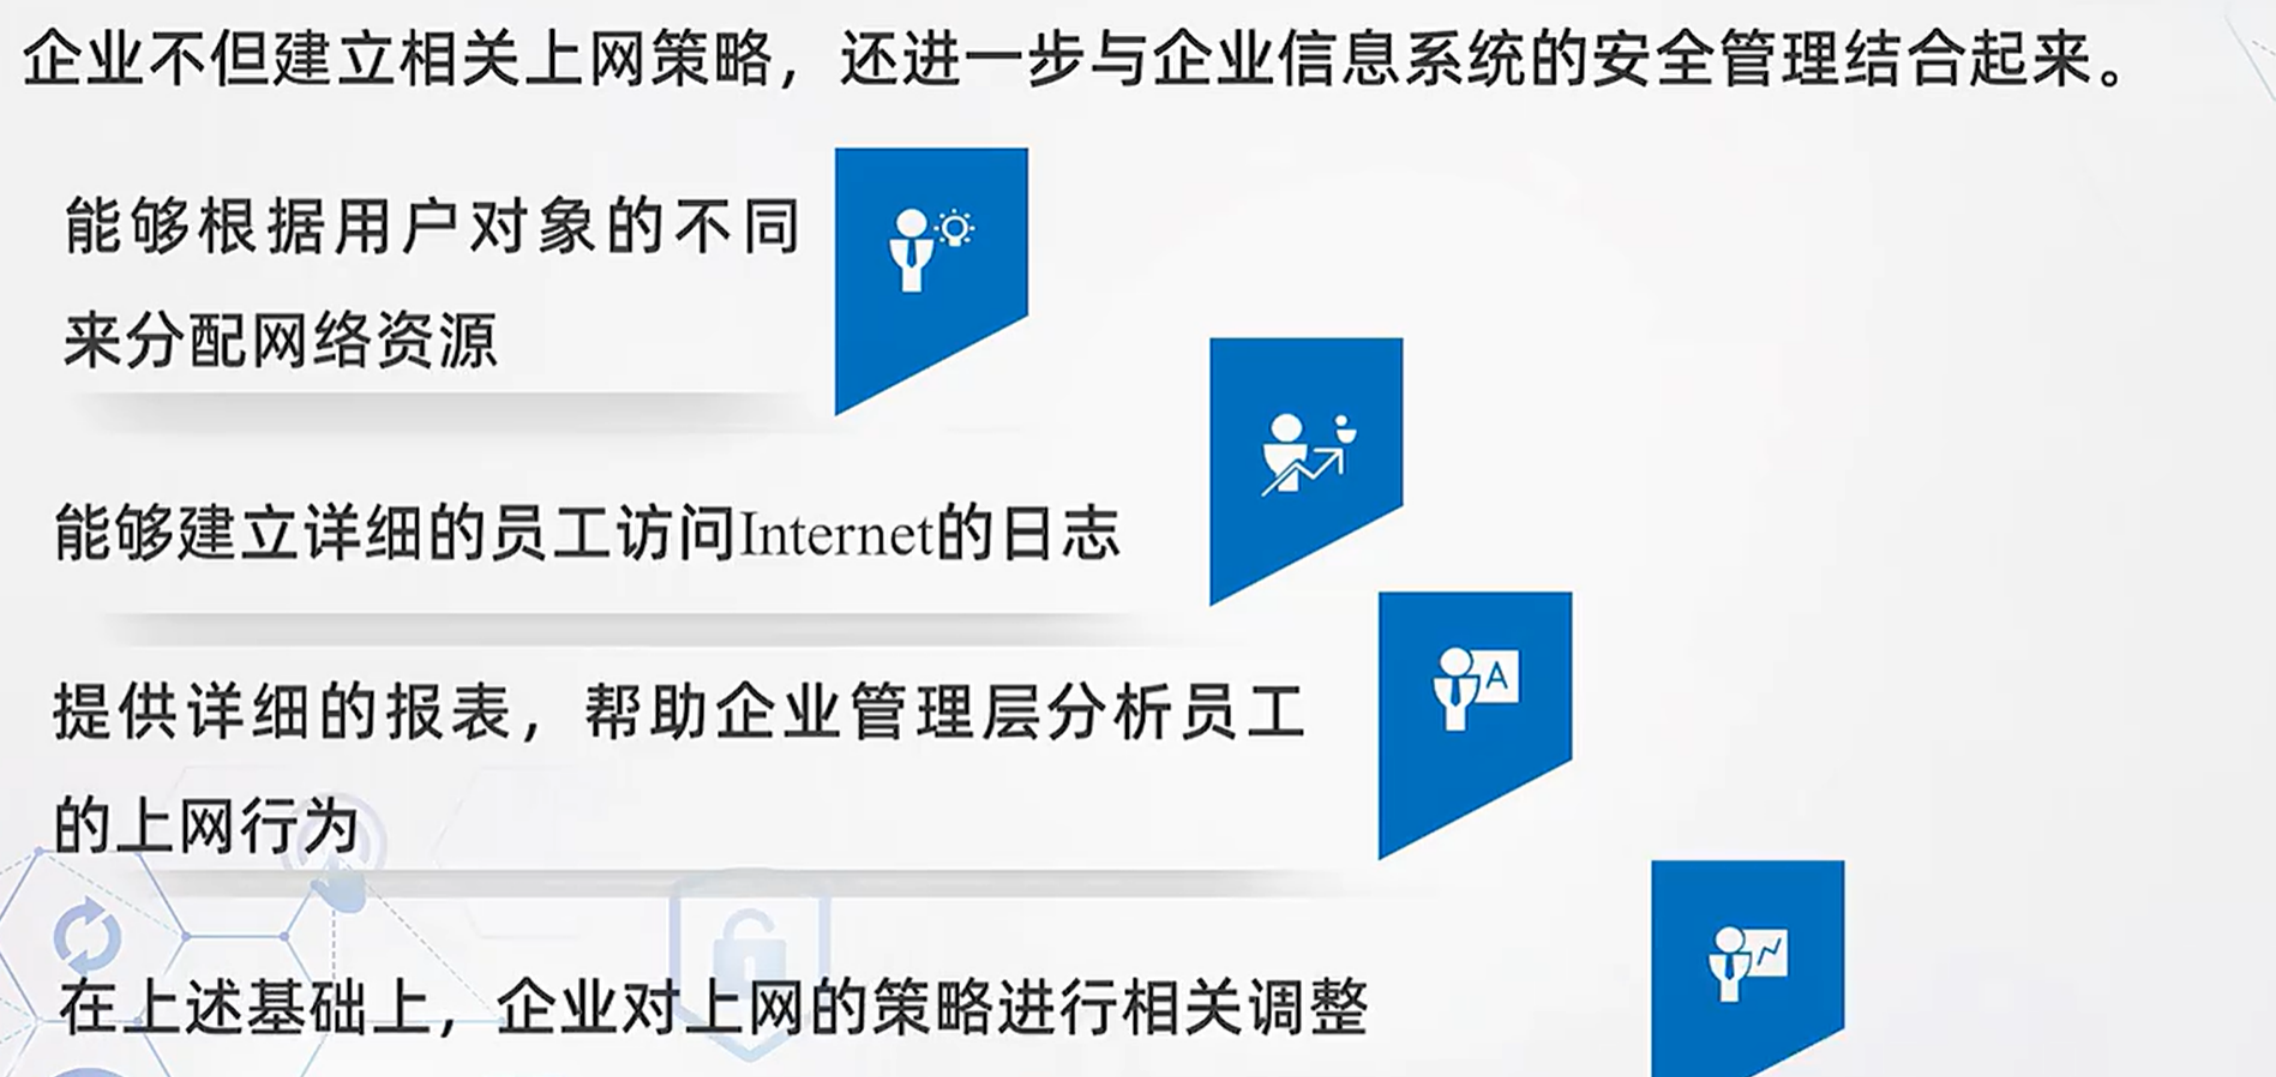 企业不但建立相关上网策略，还进一步与企业信息系统的安全管理结合起来。
能够根据用户对象的不同
来分配网络资源
能够建立详细的员工访问Internet的日志
提供详细的报表，帮助企业管理层分析员工
A
的上网行为
在上述基础上，企业对上网的策略进行相关调整